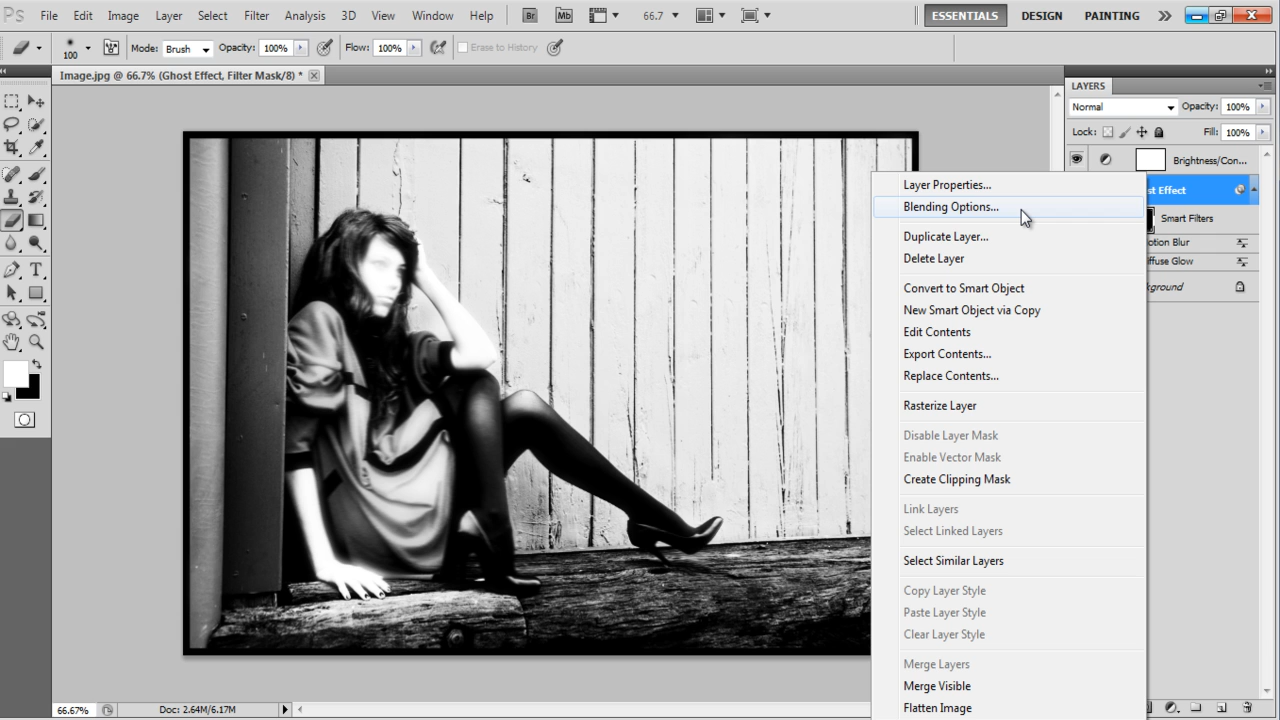 Ps File Edit Image Layer Select Filter Analysis 3D View Window Help Br Mb 66.7 ESSENTIALS DESIGN PAINTING
100 Mode: Brush Opacity: 100% Flow: 100% Erase to History
Image.jpg @ 66.7% (Ghost Effect, Filter Mask/8) *
LAYERS
Normal Opacity: 100%
Lock: Fill: 100%
Brightness/Con...
st Effect
Smart Filters
otion Blur
ffuse Glow
kground
Layer Properties...
Blending Options...
Duplicate Layer...
Delete Layer
Convert to Smart Object
New Smart Object via Copy
Edit Contents
Export Contents...
Replace Contents...
Rasterize Layer
Disable Layer Mask
Enable Vector Mask
Create Clipping Mask
Link Layers
Select Linked Layers
Select Similar Layers
Copy Layer Style
Paste Layer Style
Clear Layer Style
Merge Layers
Merge Visible
Flatten Image
66.67% Doc: 2.64M/6.17M